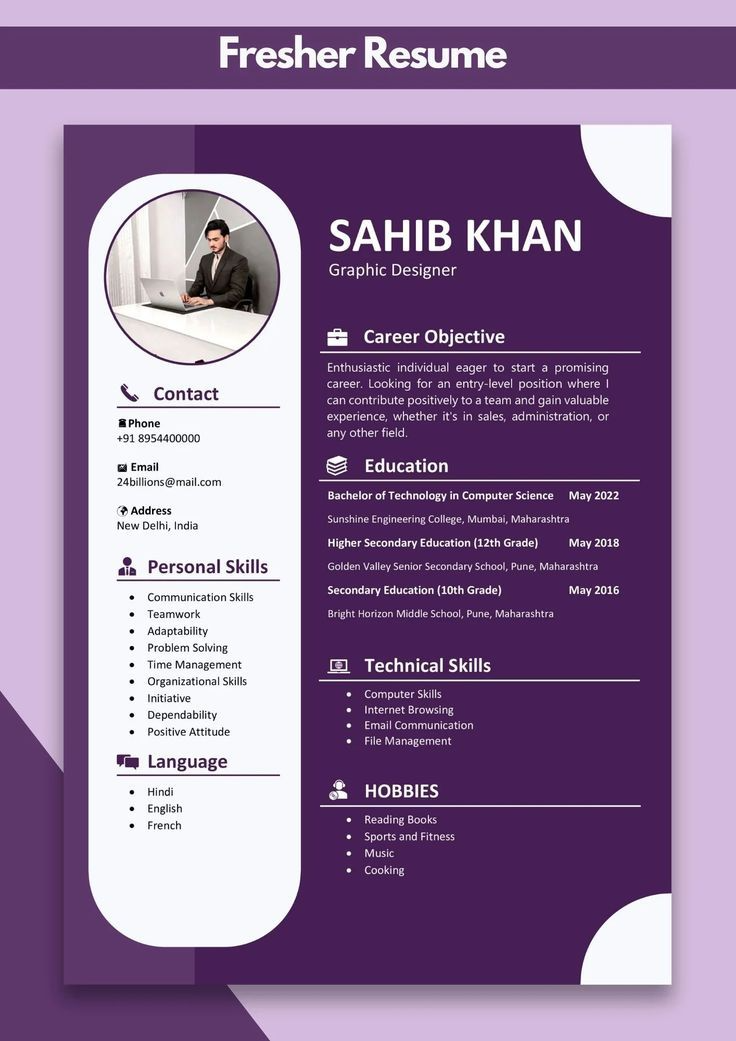 Fresher Resume
SAHIB KHAN
Graphic Designer
Contact
Phone
+91 8954400000
Email
24billions@mail.com
Address
New Delhi, India
Personal Skills
• Communication Skills
• Teamwork
• Adaptability
• Problem Solving
• Time Management
• Organizational Skills
• Initiative
• Dependability
• Positive Attitude
Language
• Hindi
• English
• French
Career Objective
Enthusiastic individual eager to start a promising
career. Looking for an entry-level position where I
can contribute positively to a team and gain valuable
experience, whether it's in sales, administration, or
any other field.
Education
Bachelor of Technology in Computer Science May 2022
Sunshine Engineering College, Mumbai, Maharashtra
Higher Secondary Education (12th Grade) May 2018
Golden Valley Senior Secondary School, Pune, Maharashtra
Secondary Education (10th Grade) May 2016
Bright Horizon Middle School, Pune, Maharashtra
Technical Skills
• Computer Skills
• Internet Browsing
• Email Communication
• File Management
HOBBIES
• Reading Books
• Sports and Fitness
• Music
• Cooking